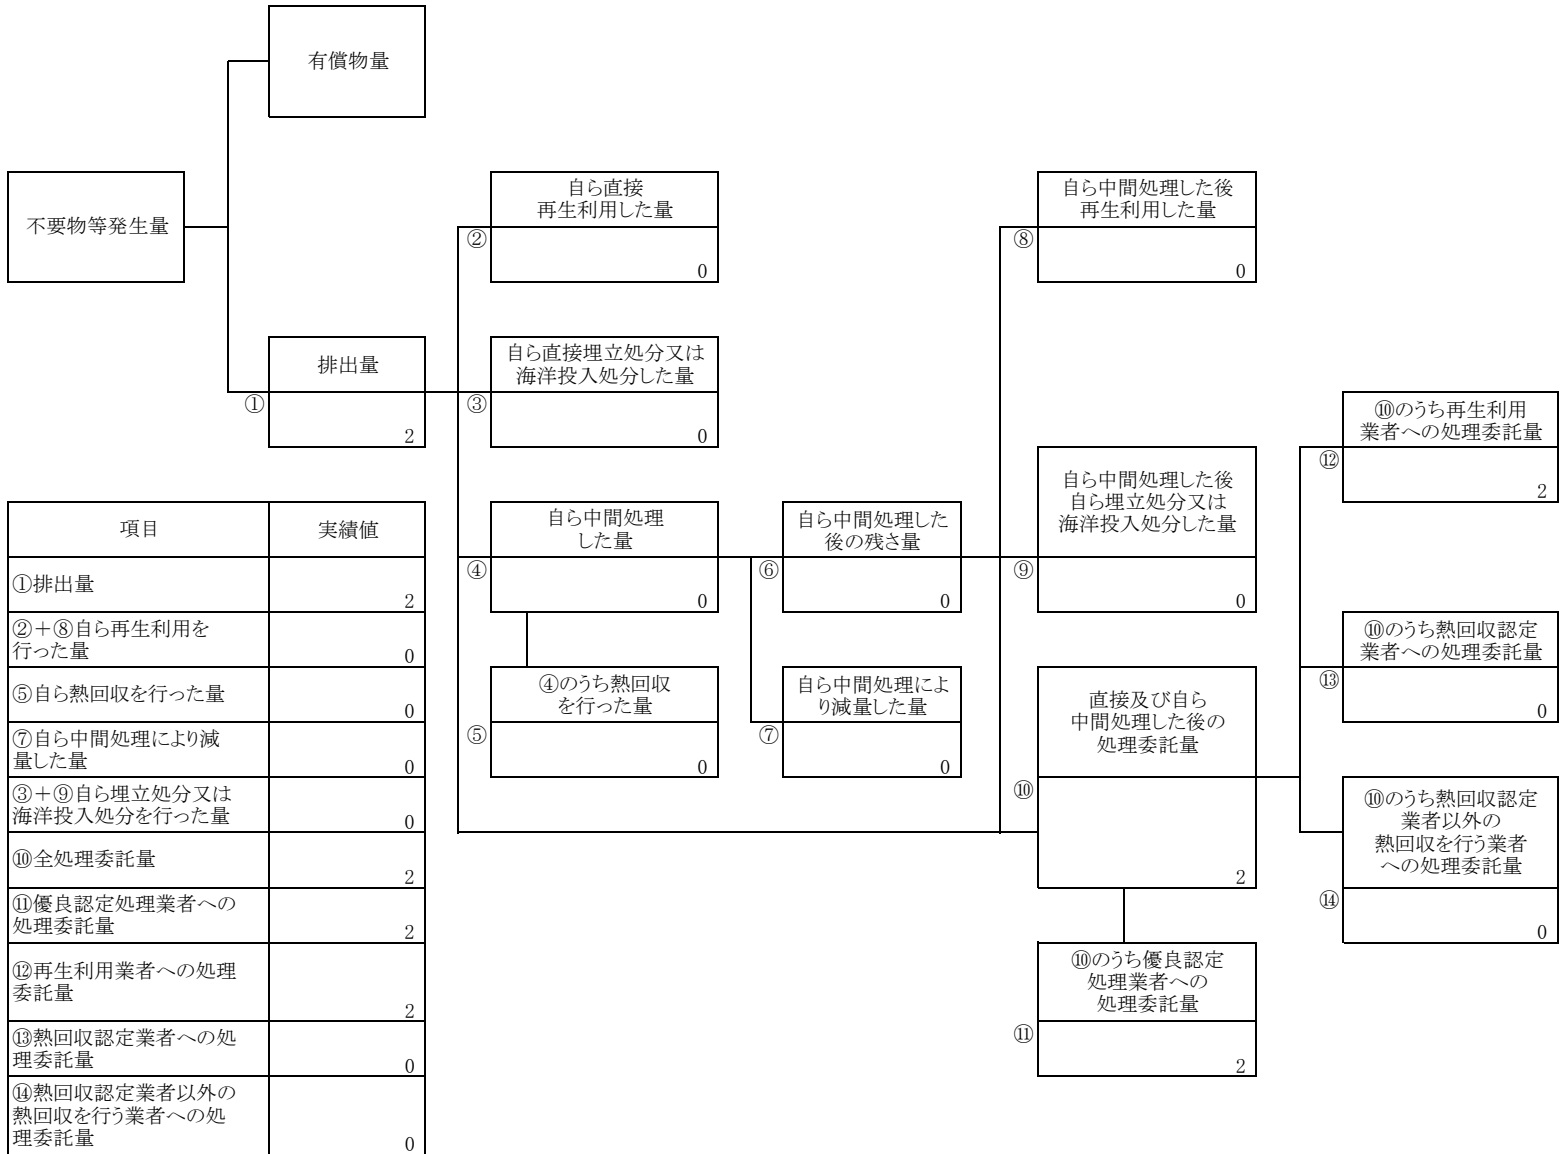 有償物量
不要物等発生量
自ら直接
再生利用した量
②
0
自ら中間処理した後
再生利用した量
⑧
0
排出量
①
2
自ら直接埋立処分又は
海洋投入処分した量
③
0
⑩のうち再生利用
業者への処理委託量
⑫
2
自ら中間処理した後
自ら埋立処分又は
海洋投入処分した量
⑨
0
自ら中間処理
した量
④
0
自ら中間処理した
後の残さ量
⑥
0
⑩のうち熱回収認定
業者への処理委託量
⑬
0
④のうち熱回収
を行った量
⑤
0
自ら中間処理によ
り減量した量
⑦
0
直接及び自ら
中間処理した後の
処理委託量
⑩
2
⑩のうち熱回収認定
業者以外の
熱回収を行う業者
への処理委託量
⑭
0
⑩のうち優良認定
処理業者への
処理委託量
⑪
2
項目 実績値
①排出量
2
②＋⑧自ら再生利用を
行った量
0
⑤自ら熱回収を行った量
0
⑦自ら中間処理により減
量した量
0
③＋⑨自ら埋立処分又は
海洋投入処分を行った量
0
⑩全処理委託量
2
⑪優良認定処理業者への
処理委託量
2
⑫再生利用業者への処理
委託量
2
⑬熱回収認定業者への処
理委託量
0
⑭熱回収認定業者以外の
熱回収を行う業者への処
理委託量
0